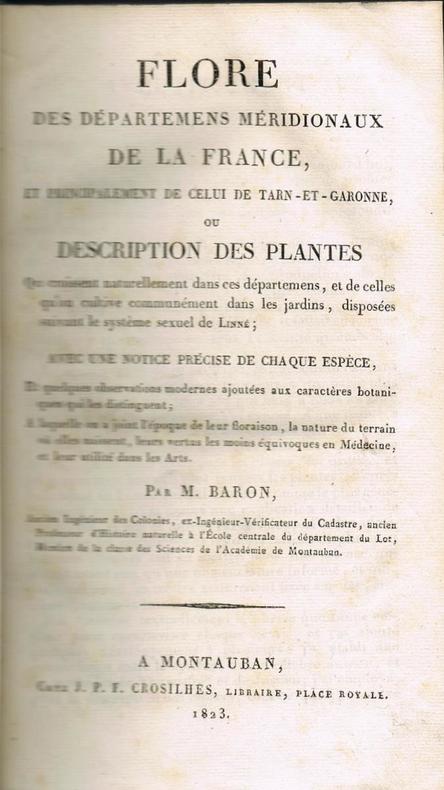 FLORE
DES DÉPARTEMENS MÉRIDIONAUX
DE LA FRANCE,
ET PRINCIPALEMENT DE CELUI DE TARN-ET-GARONNE,
OU
DESCRIPTION DES PLANTES
Qui croissent naturellement dans ces départemens, et de celles
qu'on cultive communément dans les jardins, disposées
suivant le système sexuel de LINNÉ;
AVEC UNE NOTICE PRÉCISE DE CHAQUE ESPÈCE,
Et quelques observations modernes ajoutées aux caractères botani-
ques qui les distinguent;
A laquelle on a joint l'époque de leur floraison, la nature du terrain
où elles naissent, leurs vertus les moins équivoques en Médecine,
et leur utilité dans les Arts.
PAR M. BARON,
Ancien Ingénieur des Colonies, ex-Ingénieur-Vérificateur du Cadastre, ancien
Professeur d'Histoire naturelle à l'École centrale du département du Lot,
Membre de la classe des Sciences de l'Académie de Montauban.
A MONTAUBAN,
CHEZ J. P. F. CROSILHES, LIBRAIRE, PLACE ROYALE.
1823.